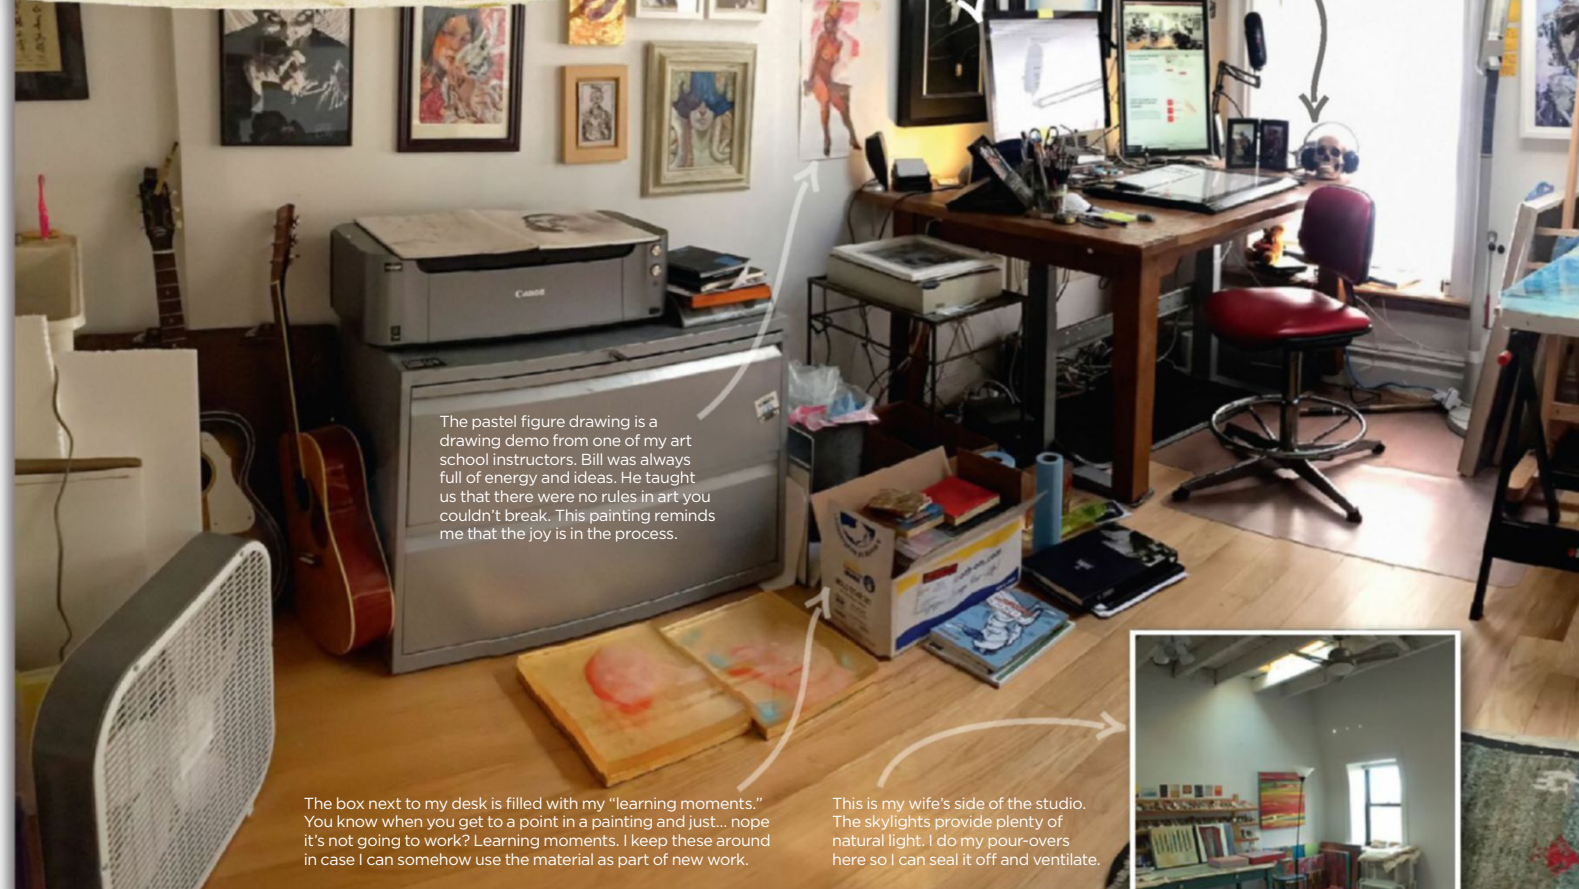 Canon
The pastel figure drawing is a
drawing demo from one of my art
school instructors. Bill was always
full of energy and ideas. He taught
us that there were no rules in art you
couldn’t break. This painting reminds
me that the joy is in the process.
The box next to my desk is filled with my “learning moments.”
You know when you get to a point in a painting and just... nope
it’s not going to work? Learning moments. I keep these around
in case I can somehow use the material as part of new work.
This is my wife’s side of the studio.
The skylights provide plenty of
natural light. I do my pour-overs
here so I can seal it off and ventilate.